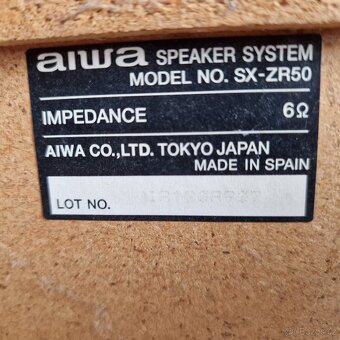 aiwa SPEAKER SYSTEM
MODEL NO. SX-ZR50
IMPEDANCE 6Ω
AIWA CO.,LTD. TOKYO JAPAN
MADE IN SPAIN
LOT NO.